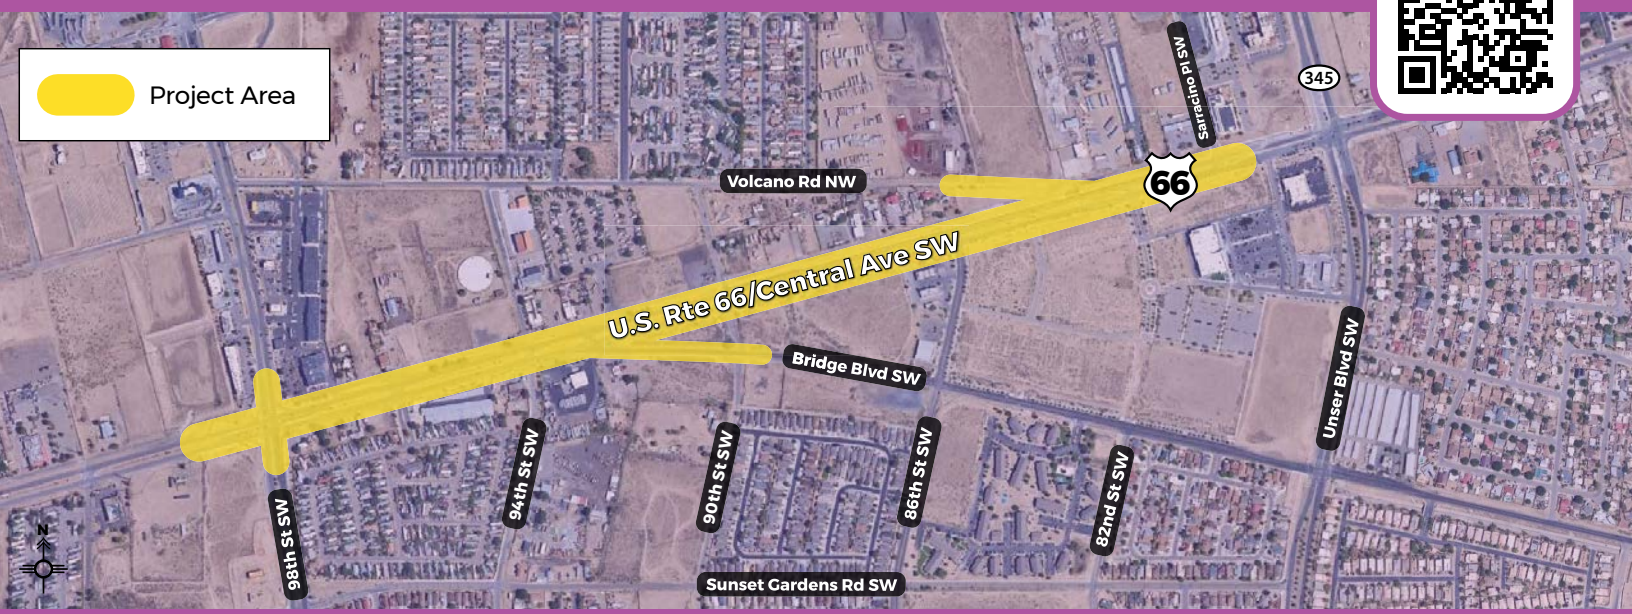 Project Area
345
Sarracino Pl SW
Volcano Rd NW
66
U.S. Rte 66/Central Ave SW
Bridge Blvd SW
Unser Blvd SW
94th St SW
90th St SW
86th St SW
82nd St SW
98th St SW
N
Sunset Gardens Rd SW